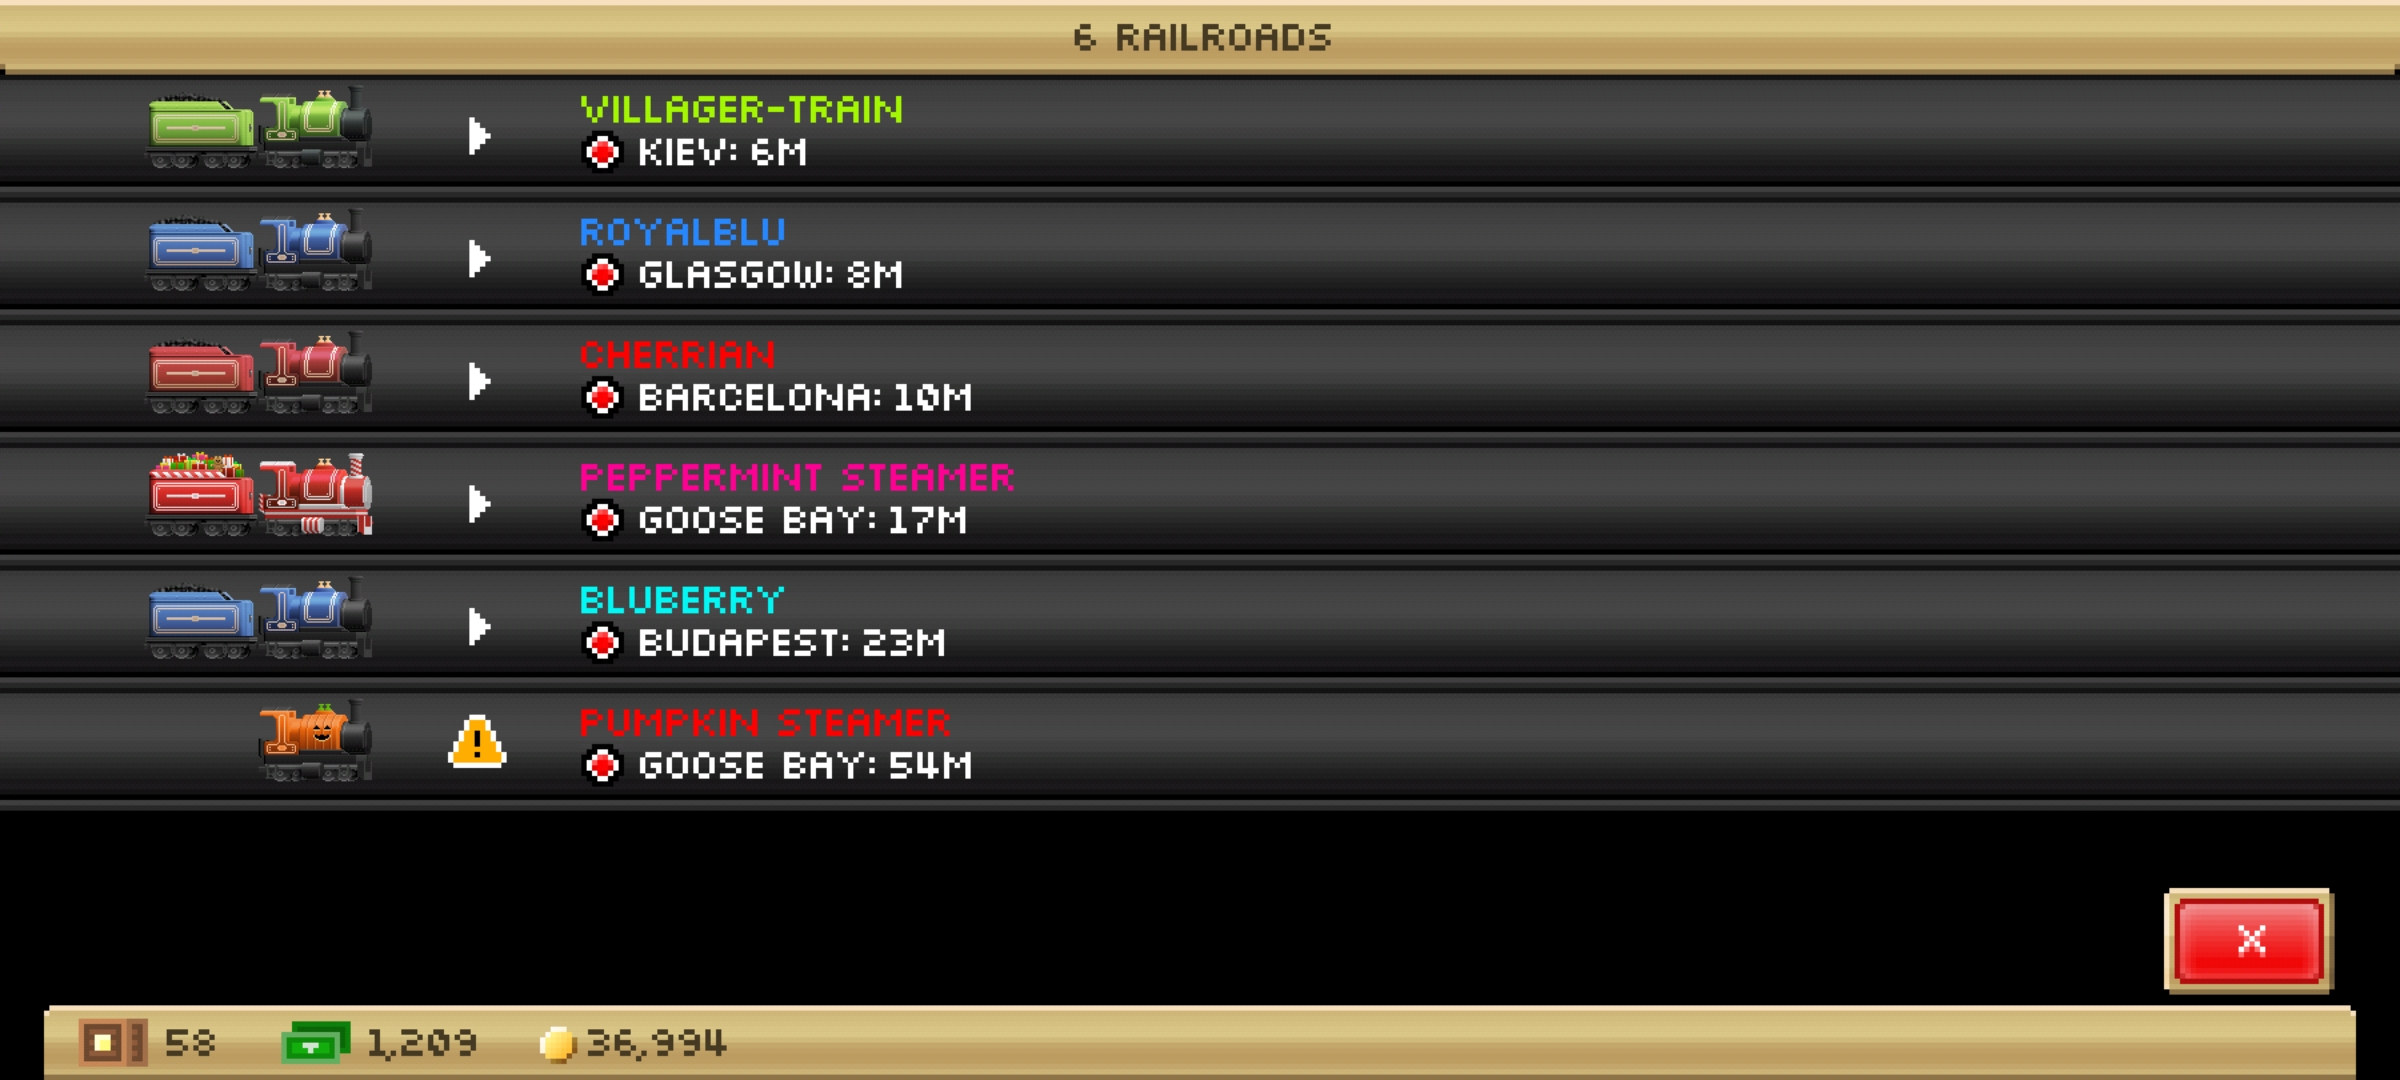 6 RAILROADS
VILLAGER-TRAIN
KIEV: 6M
ROYALBLU
GLASGOW: 8M
CHERRIAN
BARCELONA: 10M
PEPPERMINT STEAMER
GOOSE BAY: 17M
BLUBERRY
BUDAPEST: 23M
PUMPKIN STEAMER
GOOSE BAY: 54M
X
58 1,209 36,994